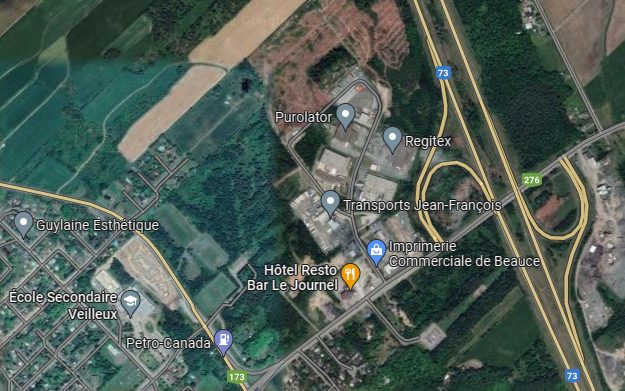 73
Purolator
Regitex
276
Transports Jean-François
Guylaine Esthétique
Imprimerie
Commerciale de Beauce
Hôtel Resto
Bar Le Journel
École Secondaire
Veilleux
Petro-Canada
173
73